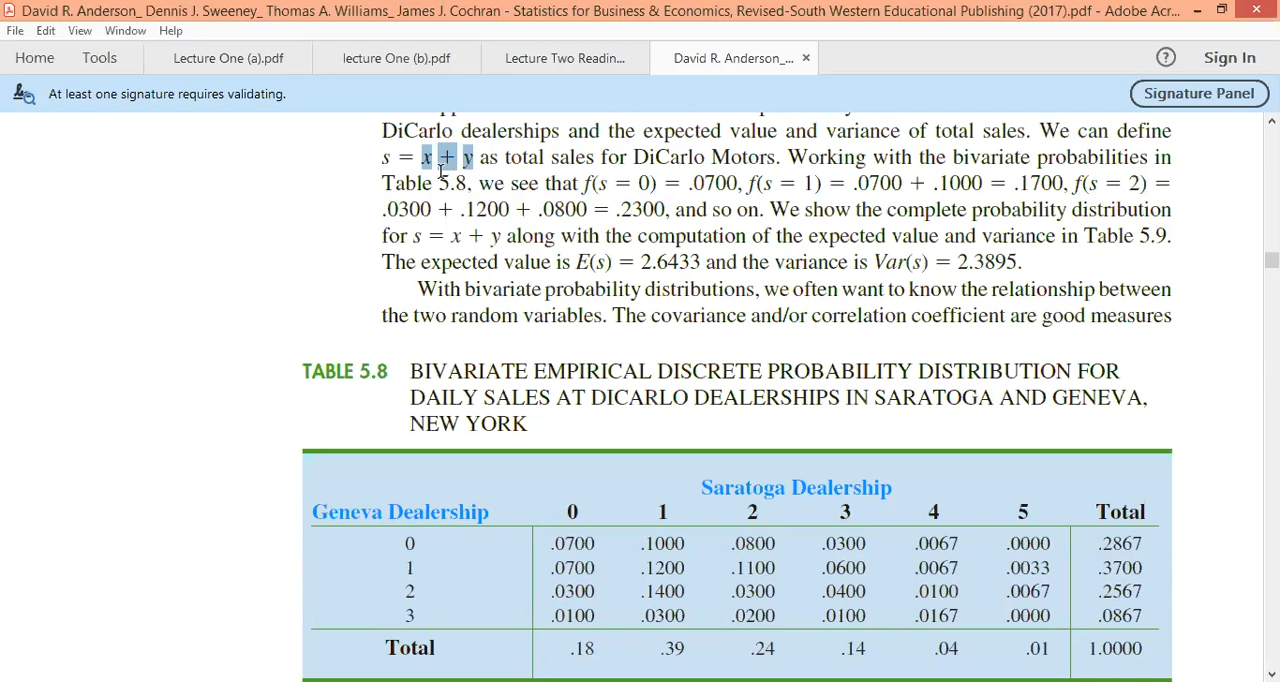 David R. Anderson_ Dennis J. Sweeney_ Thomas A. Williams_ James J. Cochran - Statistics for Business & Economics, Revised-South Western Educational Publishing (2017).pdf - Adobe Acr...
File Edit View Window Help
Home Tools Lecture One (a).pdf lecture One (b).pdf Lecture Two Readin... David R. Anderson_... × ? Sign In
At least one signature requires validating. Signature Panel
DiCarlo dealerships and the expected value and variance of total sales. We can define
s = x + y as total sales for DiCarlo Motors. Working with the bivariate probabilities in
Table 5.8, we see that f(s = 0) = .0700, f(s = 1) = .0700 + .1000 = .1700, f(s = 2) =
.0300 + .1200 + .0800 = .2300, and so on. We show the complete probability distribution
for s = x + y along with the computation of the expected value and variance in Table 5.9.
The expected value is E(s) = 2.6433 and the variance is Var(s) = 2.3895.
With bivariate probability distributions, we often want to know the relationship between
the two random variables. The covariance and/or correlation coefficient are good measures
TABLE 5.8 BIVARIATE EMPIRICAL DISCRETE PROBABILITY DISTRIBUTION FOR
DAILY SALES AT DICARLO DEALERSHIPS IN SARATOGA AND GENEVA,
NEW YORK
Saratoga Dealership
Geneva Dealership 0 1 2 3 4 5 Total
0 .0700 .1000 .0800 .0300 .0067 .0000 .2867
1 .0700 .1200 .1100 .0600 .0067 .0033 .3700
2 .0300 .1400 .0300 .0400 .0100 .0067 .2567
3 .0100 .0300 .0200 .0100 .0167 .0000 .0867
Total .18 .39 .24 .14 .04 .01 1.0000